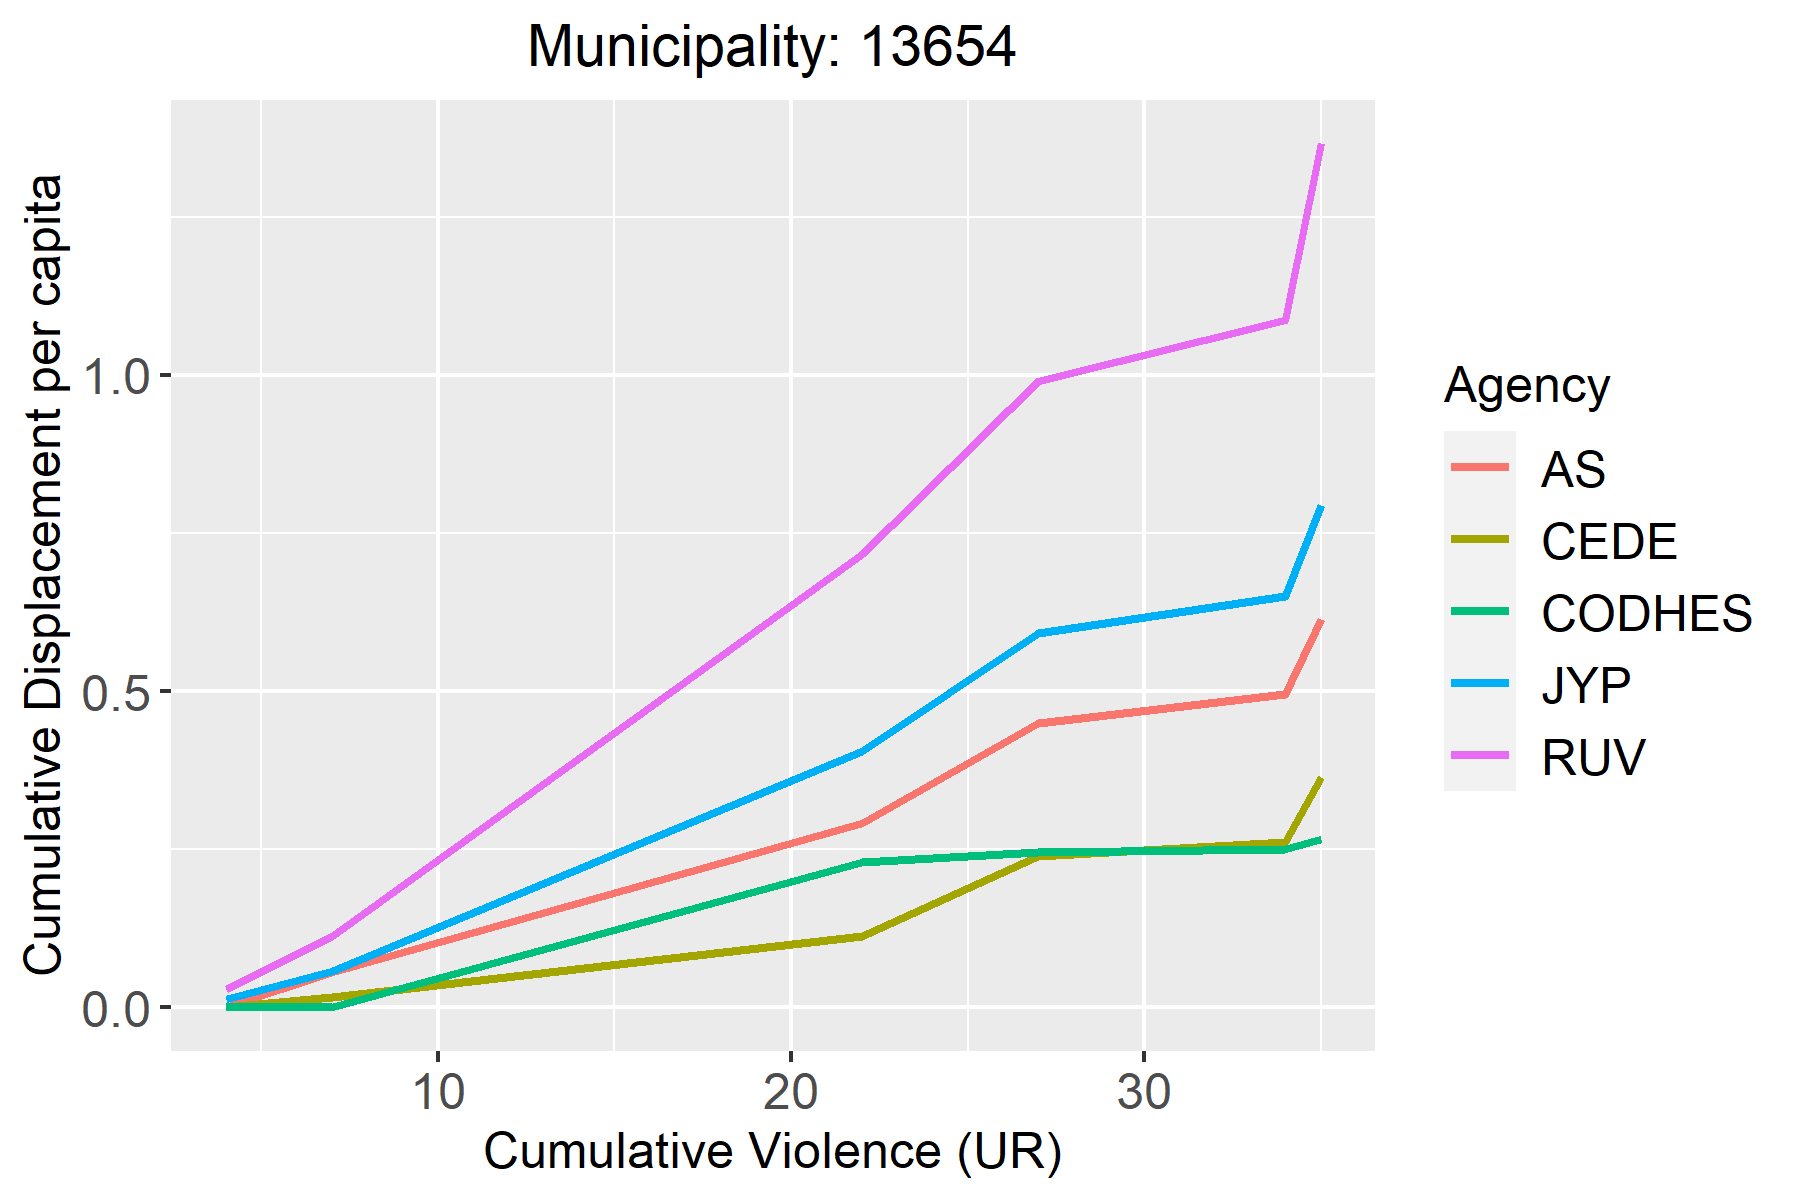 Municipality: 13654
Cumulative Displacement per capita
1.0
0.5
0.0
10 20 30
Cumulative Violence (UR)
Agency
AS
CEDE
CODHES
JYP
RUV